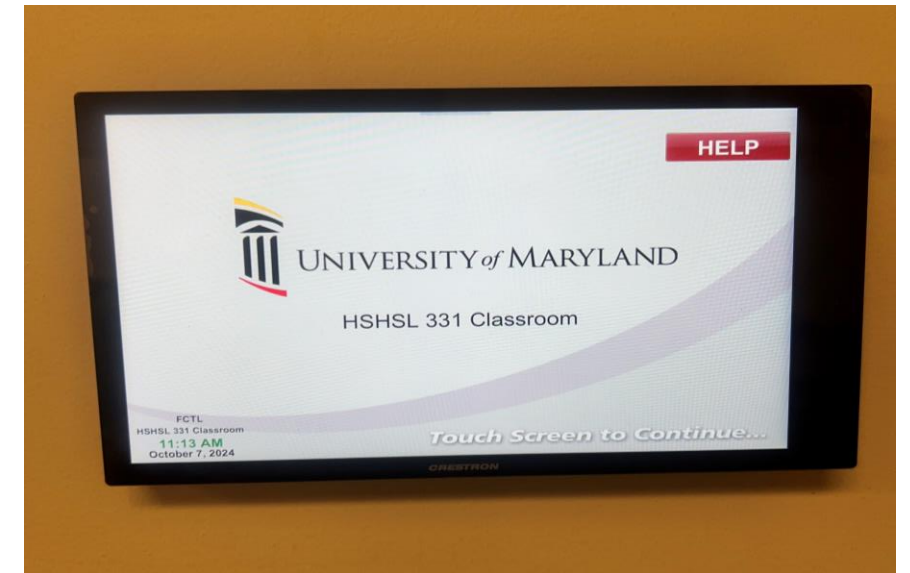 HELP
UNIVERSITY of MARYLAND
HSHSL 331 Classroom
FCTL
HSHSL 331 Classroom
11:13 AM
October 7, 2024
Touch Screen to Continue...
CRESTRON